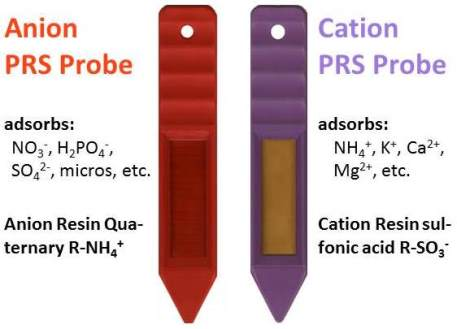 Anion
PRS Probe
adsorbs:
NO₃⁻, H₂PO₄⁻,
SO₄²⁻, micros, etc.
Anion Resin Qua-
ternary R-NH₄⁺
Cation
PRS Probe
adsorbs:
NH₄⁺, K⁺, Ca²⁺,
Mg²⁺, etc.
Cation Resin sul-
fonic acid R-SO₃⁻